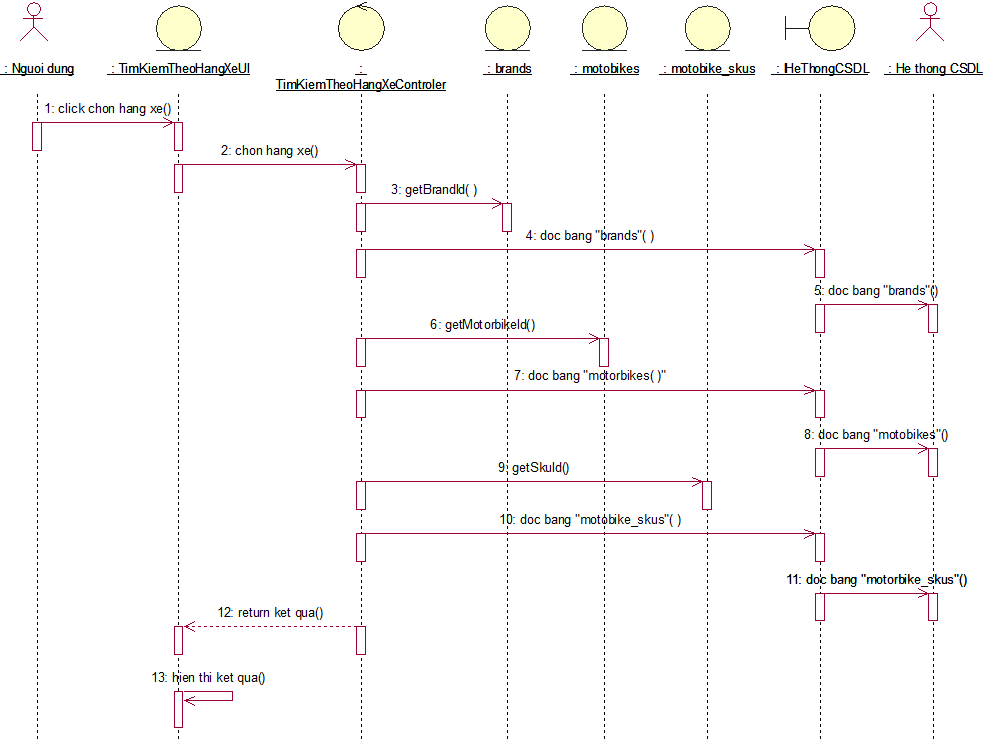 : Nguoi dung
: TimKiemTheoHangXeUI
:
TimKiemTheoHangXeControler
: brands
: motobikes
: motobike_skus
: IHeThongCSDL
: He thong CSDL
1: click chon hang xe()
2: chon hang xe()
3: getBrandId( )
4: doc bang "brands"( )
5: doc bang "brands"()
6: getMotorbikeId()
7: doc bang "motorbikes( )"
8: doc bang "motobikes"()
9: getSkuId()
10: doc bang "motobike_skus"( )
11: doc bang "motorbike_skus"()
12: return ket qua()
13: hien thi ket qua()